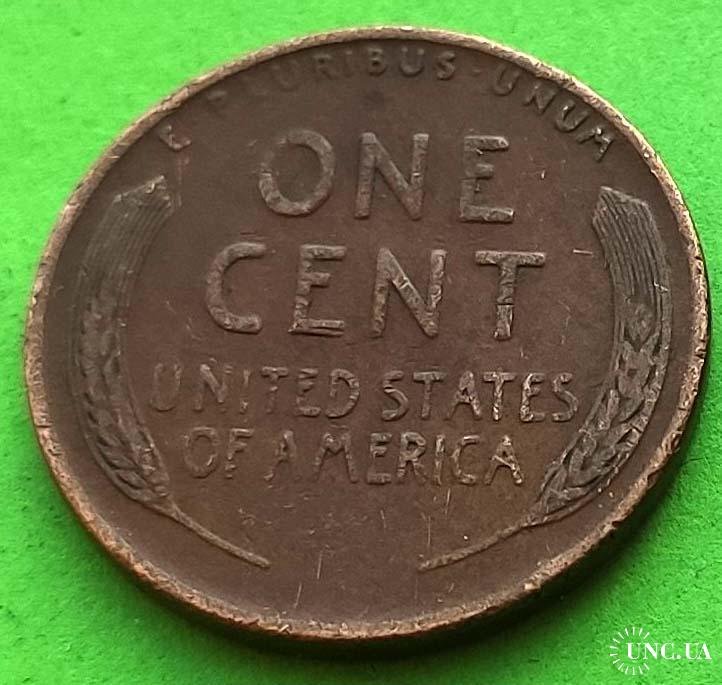 E PLURIBUS · UNUM
ONE
CENT
UNITED STATES
OF AMERICA
UNC.UA